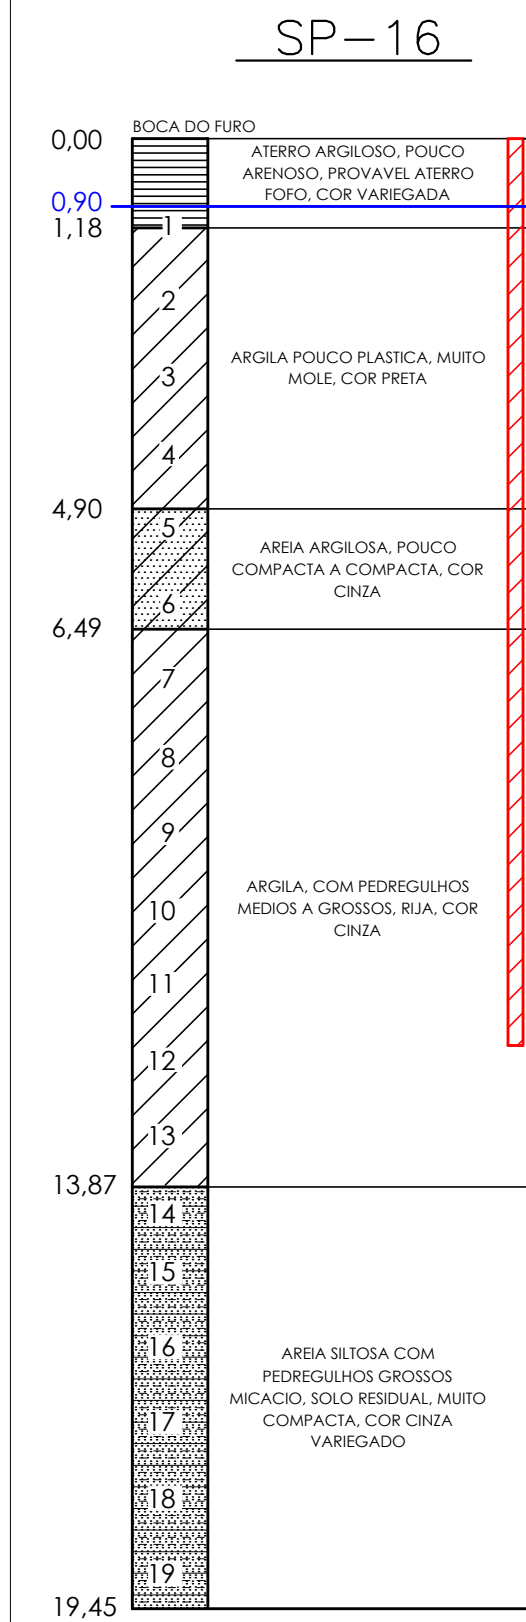 SP-16
BOCA DO FURO
0,00
ATERRO ARGILOSO, POUCO
ARENOSO, PROVAVEL ATERRO
FOFO, COR VARIEGADA
0,90
1,18
1
2
3
ARGILA POUCO PLASTICA, MUITO
MOLE, COR PRETA
4
4,90
5
AREIA ARGILOSA, POUCO
COMPACTA A COMPACTA, COR
CINZA
6
6,49
7
8
9
10
ARGILA, COM PEDREGULHOS
MEDIOS A GROSSOS, RIJA, COR
CINZA
11
12
13
13,87
14
15
16
AREIA SILTOSA COM
PEDREGULHOS GROSSOS
MICACIO, SOLO RESIDUAL, MUITO
COMPACTA, COR CINZA
VARIEGADO
17
18
19
19,45